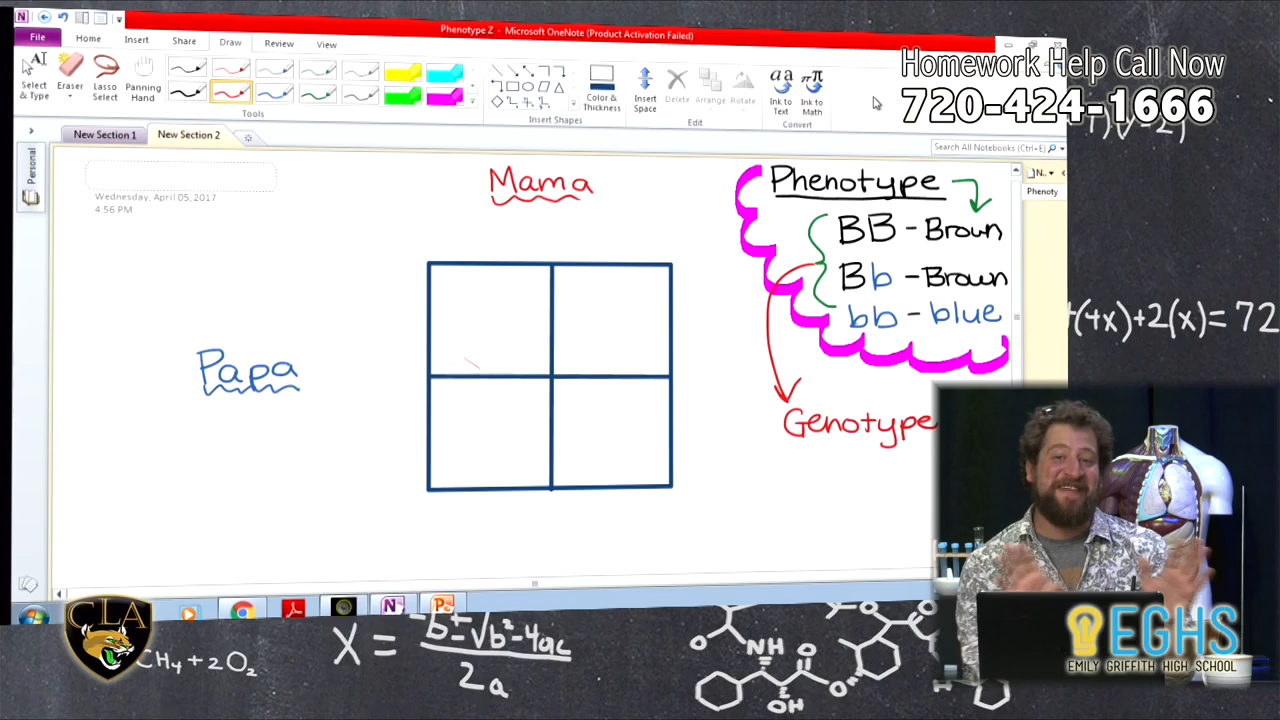 Phenotype Z - Microsoft OneNote (Product Activation Failed)
File Home Insert Share Draw Review View
Homework Help Call Now
720-424-1666
Select & Type
Eraser
Lasso Select
Panning Hand
Color & Thickness
Insert Space
Delete
Arrange
Rotate
aa
Ink to Text
ππ
Ink to Math
Tools
Insert Shapes
Edit
Convert
New Section 1
New Section 2
Search All Notebooks (Ctrl+E)
Personal
N..
Phenoty
Wednesday, April 05, 2017
4:56 PM
Mama
Papa
Phenotype
BB - Brown
Bb - Brown
bb - blue
Genotype
(4x)+2(x)=72
CLA
CH₄+2O₂
X = -b±√b²-4ac
2a
NH
O
O
O
OH
EGHS
EMILY GRIFFITH HIGH SCHOOL